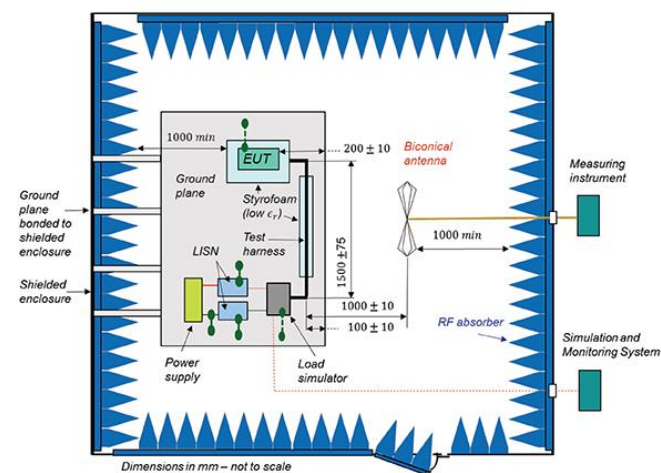 1000 min
200 ± 10
Biconical
antenna
EUT
Measuring
instrument
Ground
plane
Styrofoam
(low ϵr)
Ground
plane
bonded to
shielded
enclosure
Test
harness
LISN
1500 ±75
1000 min
Shielded
enclosure
1000 ± 10
100 ± 10
RF absorber
Simulation and
Monitoring System
Power
supply
Load
simulator
Dimensions in mm – not to scale